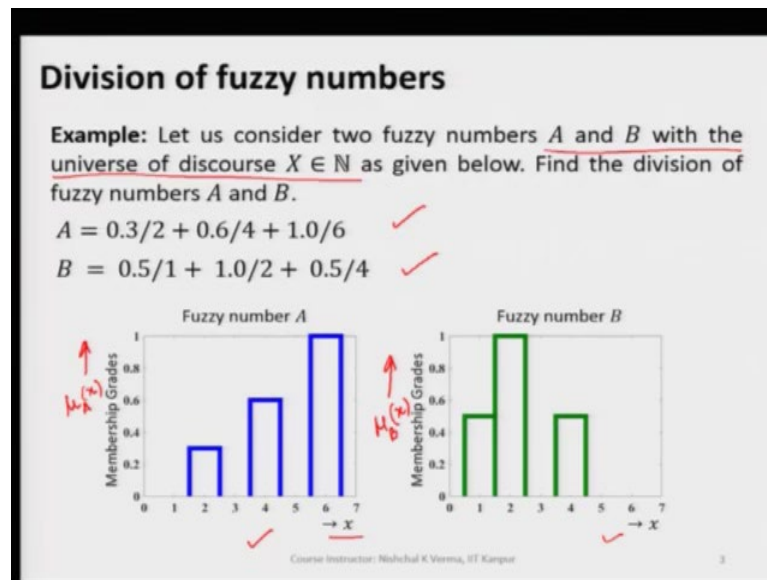 Division of fuzzy numbers
Example: Let us consider two fuzzy numbers A and B with the
universe of discourse X ∈ ℕ as given below. Find the division of
fuzzy numbers A and B.
A = 0.3/2 + 0.6/4 + 1.0/6
B = 0.5/1 + 1.0/2 + 0.5/4
Fuzzy number A
Membership Grades
μA(x)
1
0.8
0.6
0.4
0.2
0
0 1 2 3 4 5 6 7
→ x
Fuzzy number B
Membership Grades
μB(x)
1
0.8
0.6
0.4
0.2
0
0 1 2 3 4 5 6 7
→ x
Course Instructor: Nishchal K Verma, IIT Kanpur
3